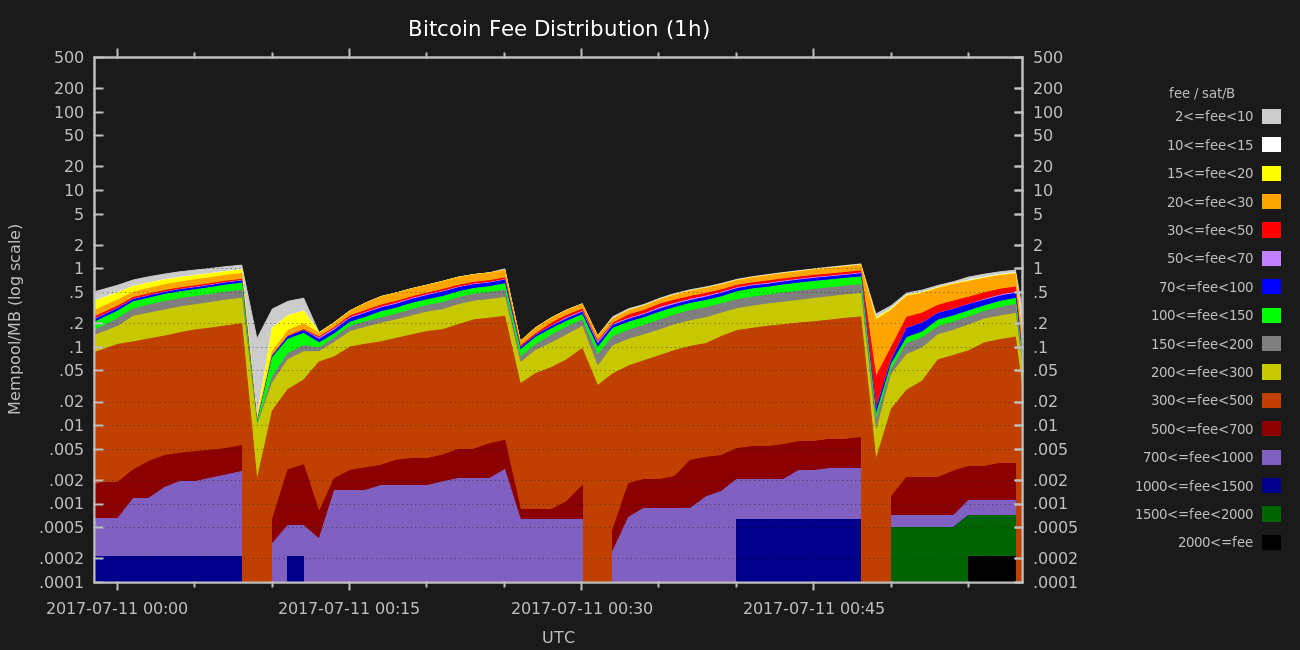 Bitcoin Fee Distribution (1h)
500 500
200 200
100 100
50 50
20 20
10 10
5 5
2 2
1 1
.5 .5
.2 .2
.1 .1
.05 .05
.02 .02
.01 .01
.005 .005
.002 .002
.001 .001
.0005 .0005
.0002 .0002
.0001 .0001
Mempool/MB (log scale)
2017-07-11 00:00 2017-07-11 00:15 2017-07-11 00:30 2017-07-11 00:45
UTC
fee / sat/B
2<=fee<10
10<=fee<15
15<=fee<20
20<=fee<30
30<=fee<50
50<=fee<70
70<=fee<100
100<=fee<150
150<=fee<200
200<=fee<300
300<=fee<500
500<=fee<700
700<=fee<1000
1000<=fee<1500
1500<=fee<2000
2000<=fee